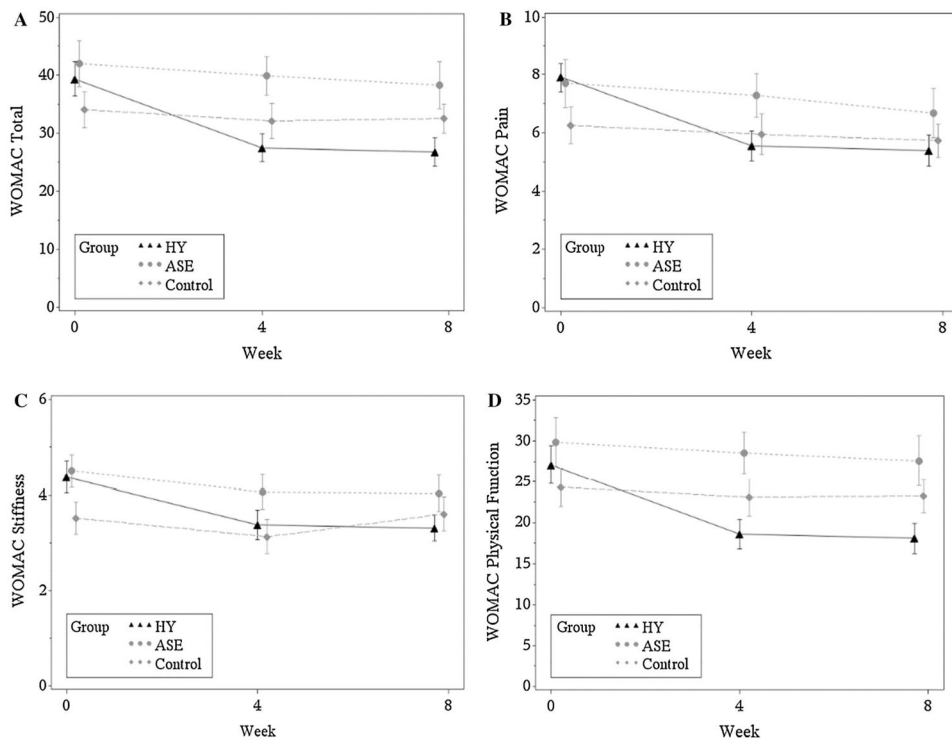 A
WOMAC Total
50
40
30
20
10
0
Group
HY
ASE
Control
0
4
8
Week
B
WOMAC Pain
10
8
6
4
2
0
Group
HY
ASE
Control
0
4
8
Week
C
WOMAC Stiffness
6
4
2
0
Group
HY
ASE
Control
0
4
8
Week
D
WOMAC Physical Function
35
30
25
20
15
10
5
0
Group
HY
ASE
Control
0
4
8
Week